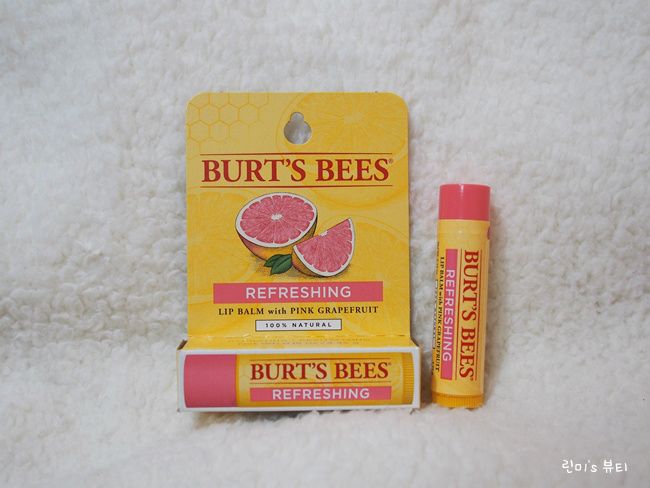 BURT'S BEES®
REFRESHING
LIP BALM with PINK GRAPEFRUIT
100% NATURAL
BURT'S BEES
REFRESHING
BURT'S BEES
REFRESHING
LIP BALM with PINK GRAPEFRUIT
린미's 뷰티